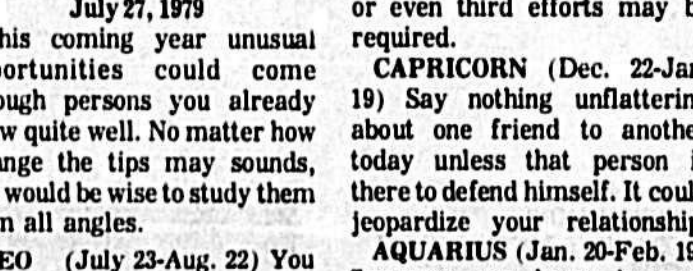 July 27, 1979
his coming year unusual
portunities could come
ough persons you already
w quite well. No matter how
ange the tips may sounds,
would be wise to study them
n all angles.
EO (July 23-Aug. 22) You
or even third efforts may b
required.
CAPRICORN (Dec. 22-Jan
19) Say nothing unflatterin
about one friend to anothe
today unless that person i
there to defend himself. It coul
jeopardize your relationship
AQUARIUS (Jan. 20-Feb. 19